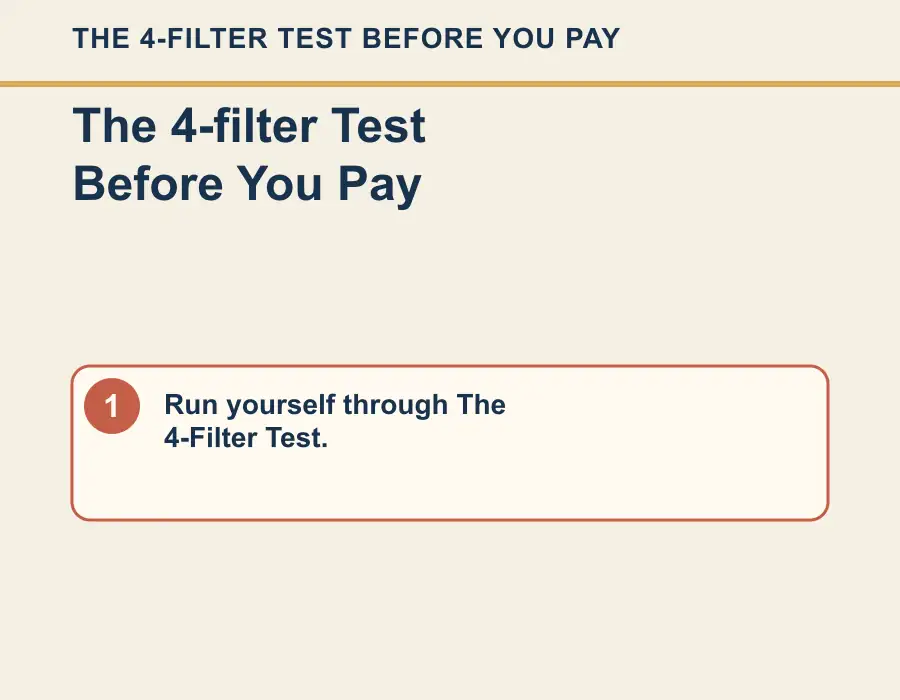 THE 4-FILTER TEST BEFORE YOU PAY
The 4-filter Test
Before You Pay
1
Run yourself through The
4-Filter Test.